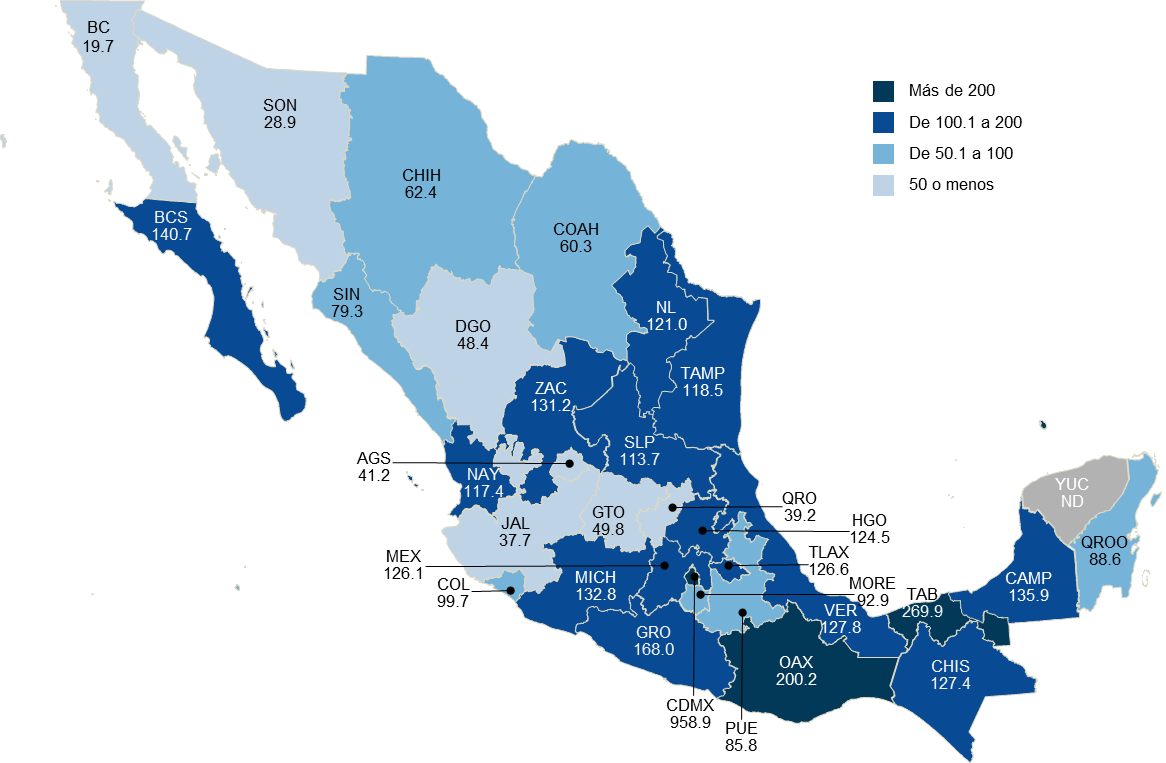 BC
19.7
SON
28.9
Más de 200
De 100.1 a 200
De 50.1 a 100
50 o menos
CHIH
62.4
BCS
140.7
COAH
60.3
SIN
79.3
NL
121.0
DGO
48.4
TAMP
118.5
ZAC
131.2
SLP
113.7
AGS
41.2
NAY
117.4
YUC
ND
QRO
39.2
GTO
49.8
JAL
37.7
HGO
124.5
QROO
88.6
MEX
126.1
TLAX
126.6
COL
99.7
MICH
132.8
MORE
92.9
CAMP
135.9
TAB
269.9
VER
127.8
GRO
168.0
OAX
200.2
CHIS
127.4
CDMX
958.9
PUE
85.8